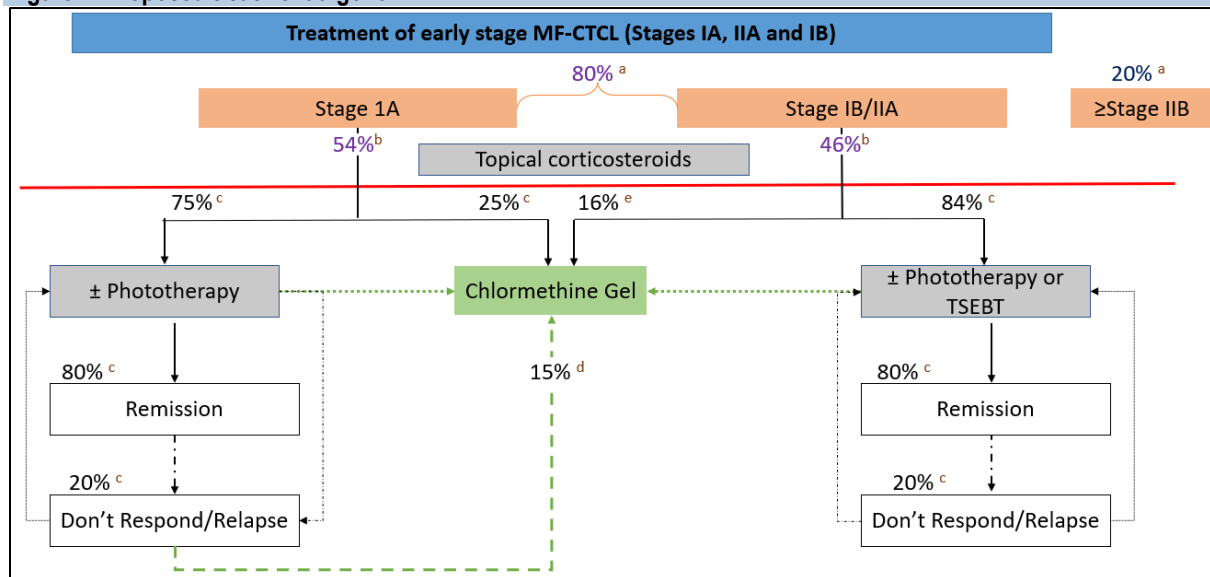 Treatment of early stage MF-CTCL (Stages IA, IIA and IB)
80% a
20% a
Stage 1A
Stage IB/IIA
≥Stage IIB
54%b
46%b
Topical corticosteroids
75% c
25% c
16% e
84% c
± Phototherapy
Chlormethine Gel
± Phototherapy or
TSEBT
80% c
15% d
80% c
Remission
Remission
20% c
20% c
Don't Respond/Relapse
Don't Respond/Relapse